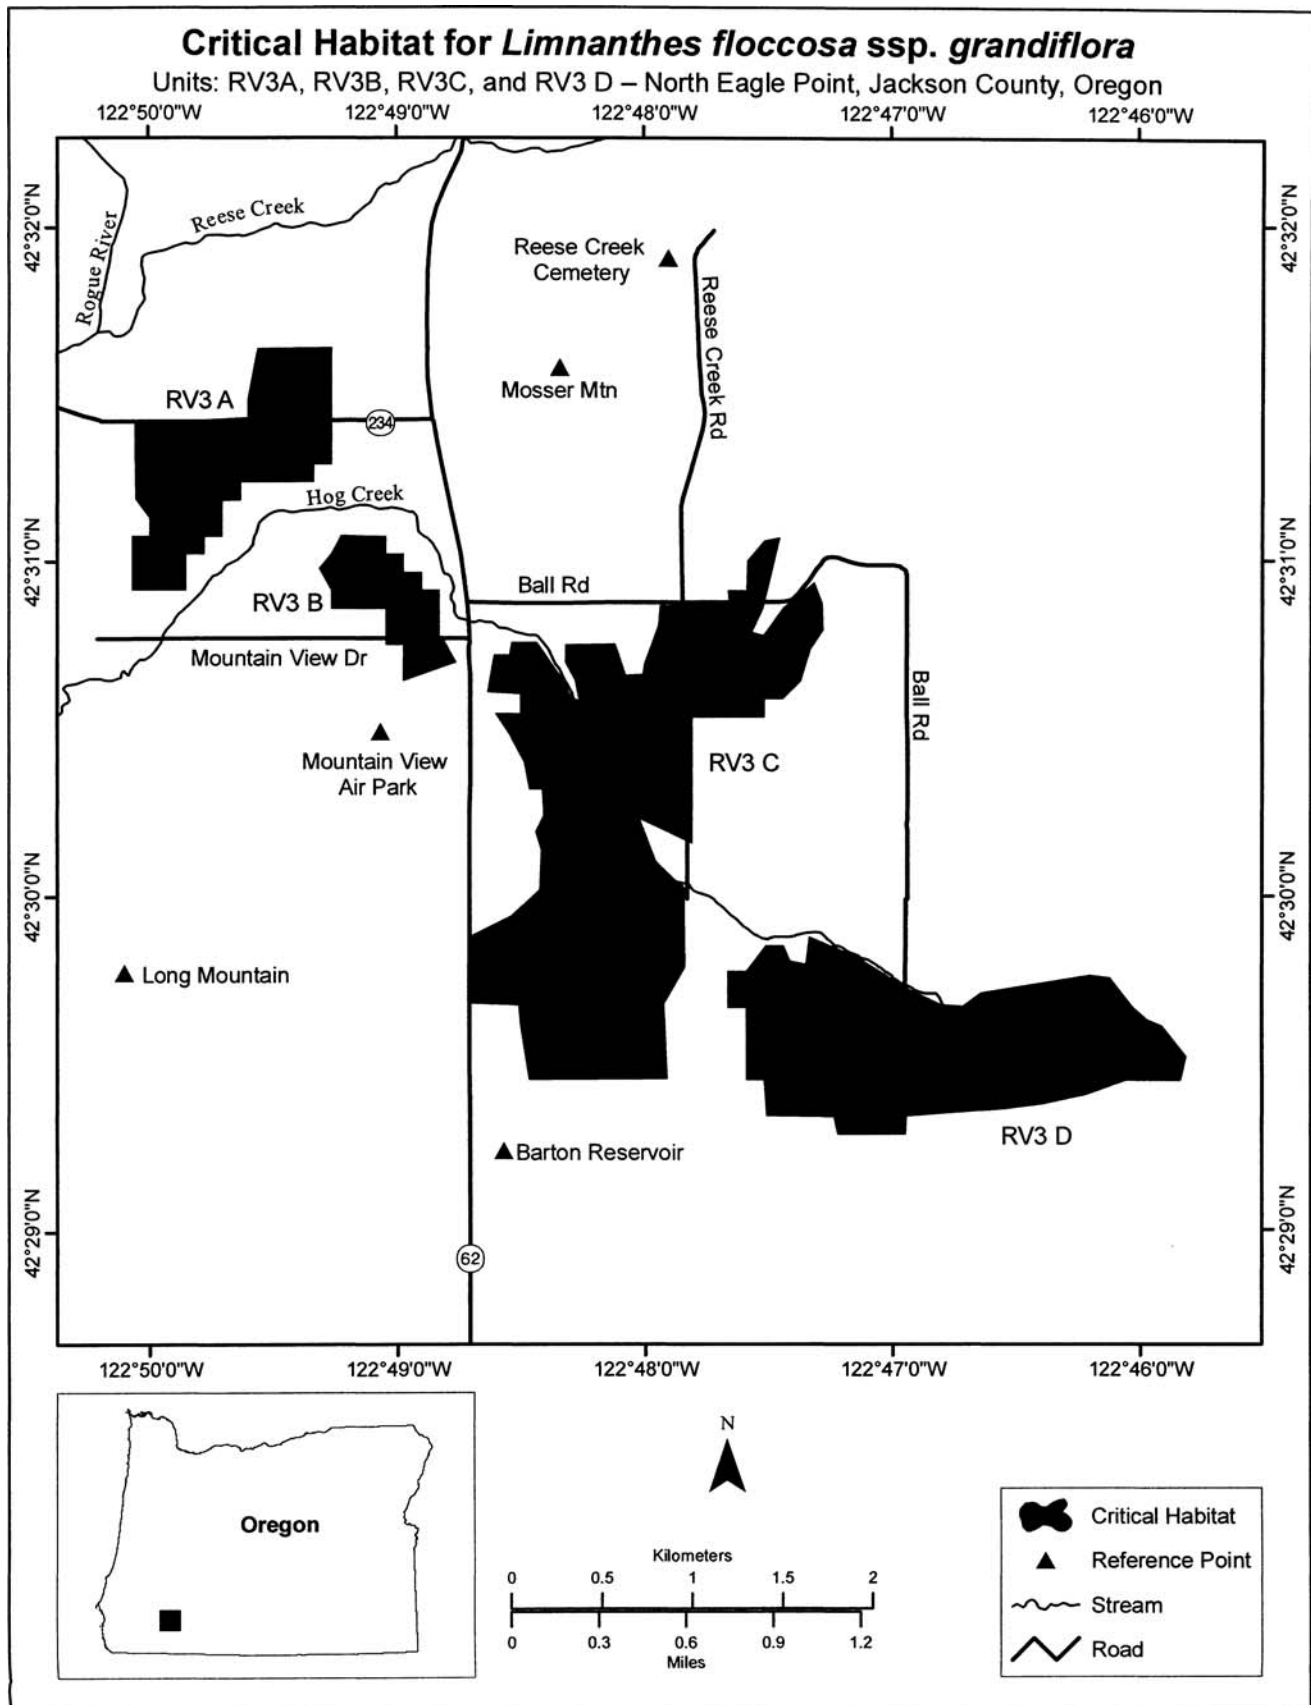 Critical Habitat for Limnanthes floccosa ssp. grandiflora
Units: RV3A, RV3B, RV3C, and RV3 D – North Eagle Point, Jackson County, Oregon
122°50'0"W
122°49'0"W
122°48'0"W
122°47'0"W
122°46'0"W
42°32'0"N
42°32'0"N
Rogue River
Reese Creek
Reese Creek
Cemetery
Reese Creek Rd
Mosser Mtn
RV3 A
234
Hog Creek
42°31'0"N
42°31'0"N
Ball Rd
RV3 B
Mountain View Dr
Ball Rd
Mountain View
Air Park
RV3 C
42°30'0"N
42°30'0"N
Long Mountain
RV3 D
Barton Reservoir
42°29'0"N
42°29'0"N
62
122°50'0"W
122°49'0"W
122°48'0"W
122°47'0"W
122°46'0"W
Oregon
N
Kilometers
0
0.5
1
1.5
2
0
0.3
0.6
0.9
1.2
Miles
Critical Habitat
Reference Point
Stream
Road